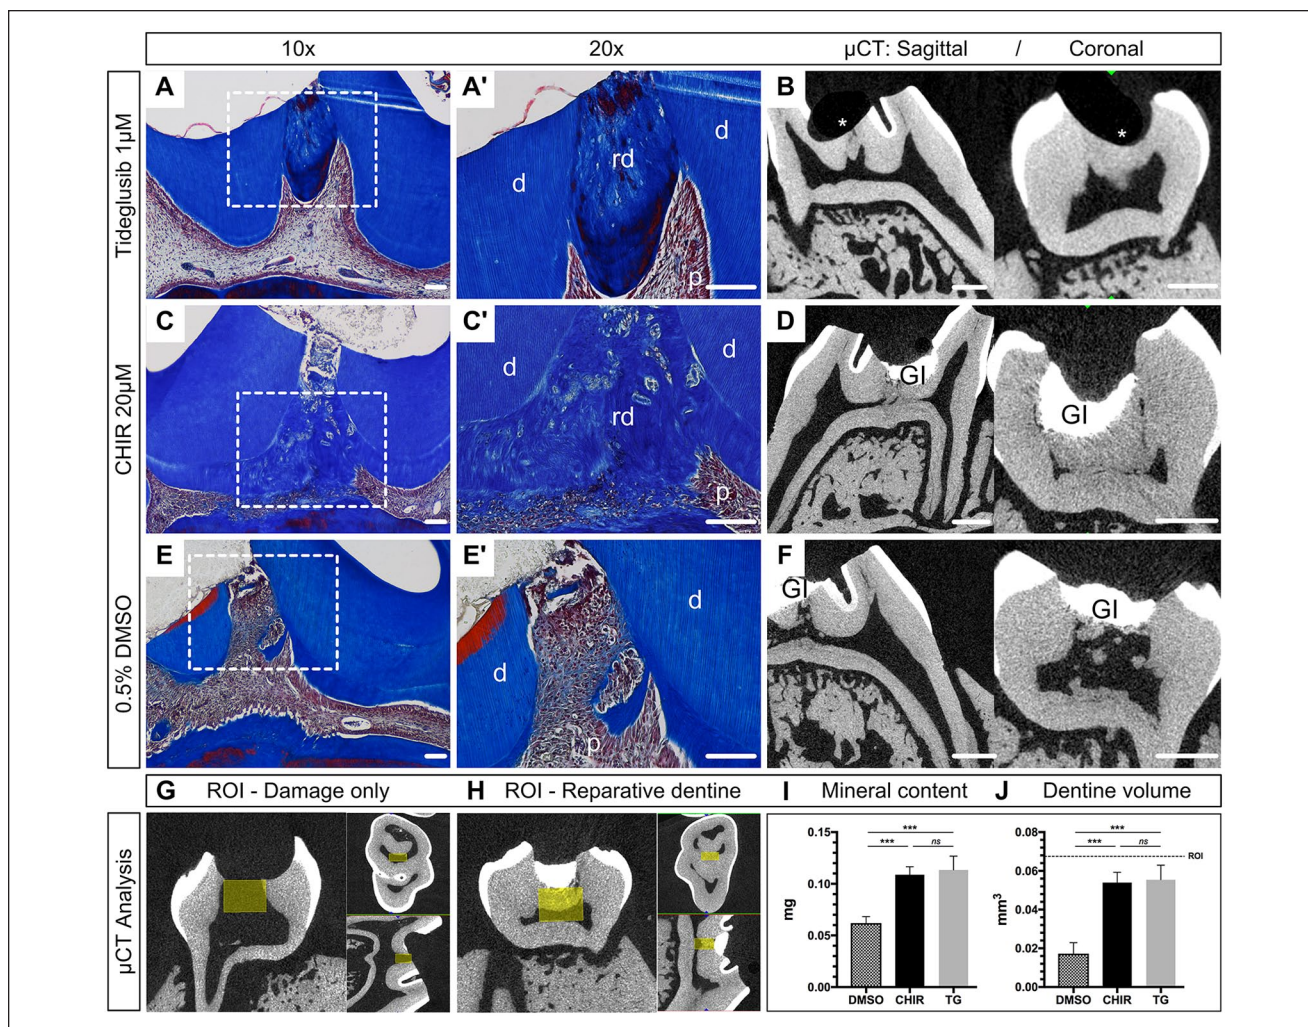 10x 20x µCT: Sagittal / Coronal
Tideglusib 1µM
A
d
A'
d
rd
d
p
B
*
*
CHIR 20µM
C
C'
d
d
rd
p
D
GI
GI
0.5% DMSO
E
E'
d
d
p
F
GI
GI
G ROI - Damage only
H ROI - Reparative dentine
I Mineral content
J Dentine volume
µCT Analysis
0.15
0.10
0.05
0.00
mg
***
***
ns
DMSO CHIR TG
0.08
0.06
0.04
0.02
0.00
mm³
***
***
ns
ROI
DMSO CHIR TG